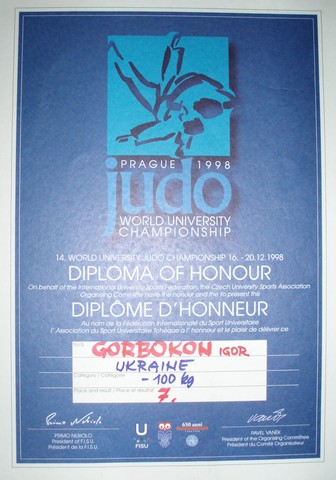 PRAGUE 1998
judo
WORLD UNIVERSITY
CHAMPIONSHIP
14. WORLD UNIVERSITY JUDO CHAMPIONSHIP 16. - 20.12.1998
DIPLOMA OF HONOUR
On behalf of the International University Sports Federation, the Czech University Sports Association
Organising Committee have the honour and to present this
DIPLÔME D'HONNEUR
Au nom de la Fédération Internationale du Sport Universitaire
l' Association du Sport Universitaire Tchèque a l' honneur et le plaisir de délivrer ce
GORBOKON IGOR
UKRAINE
Category / Catégorie
- 100 kg
Place and result / Place et résultat
7.
Primo Nebiolo
PRIMO NEBIOLO
President of F.I.S.U.
Président de la F.I.S.U.
FISU
650 anni
PAVEL VANĚK
President of the Organising Committee
Président du Comité Organisateur